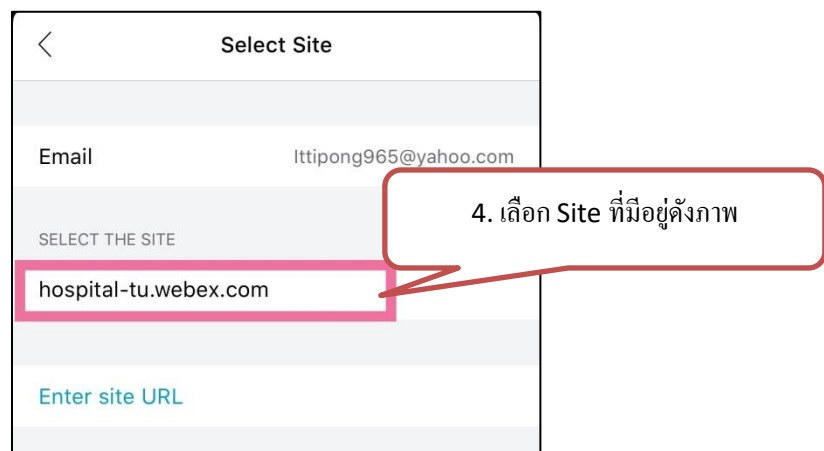 Select Site
Email Ittipong965@yahoo.com
4. เลือก Site ที่มีอยู่ดังภาพ
SELECT THE SITE
hospital-tu.webex.com
Enter site URL